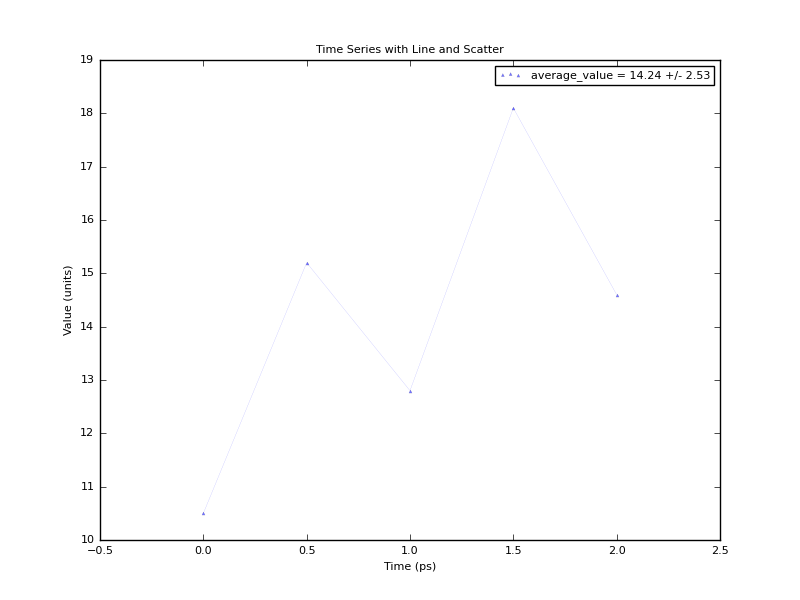 Time Series with Line and Scatter
average_value = 14.24 +/- 2.53
19
18
17
16
15
14
13
12
11
10
Value (units)
−0.5 0.0 0.5 1.0 1.5 2.0 2.5
Time (ps)